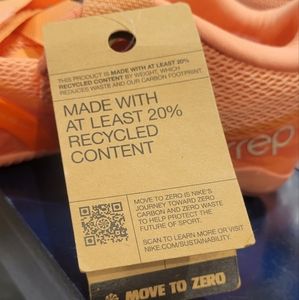 THIS PRODUCT IS MADE WITH AT LEAST 20%
RECYCLED CONTENT BY WEIGHT, WHICH
REDUCES WASTE AND OUR CARBON FOOTPRINT.
MADE WITH
AT LEAST 20%
RECYCLED
CONTENT
MOVE TO ZERO IS NIKE'S
JOURNEY TOWARD ZERO
CARBON AND ZERO WASTE
TO HELP PROTECT THE
FUTURE OF SPORT.
SCAN TO LEARN MORE OR VISIT
NIKE.COM/SUSTAINABILITY.
MOVE TO ZERO
rep